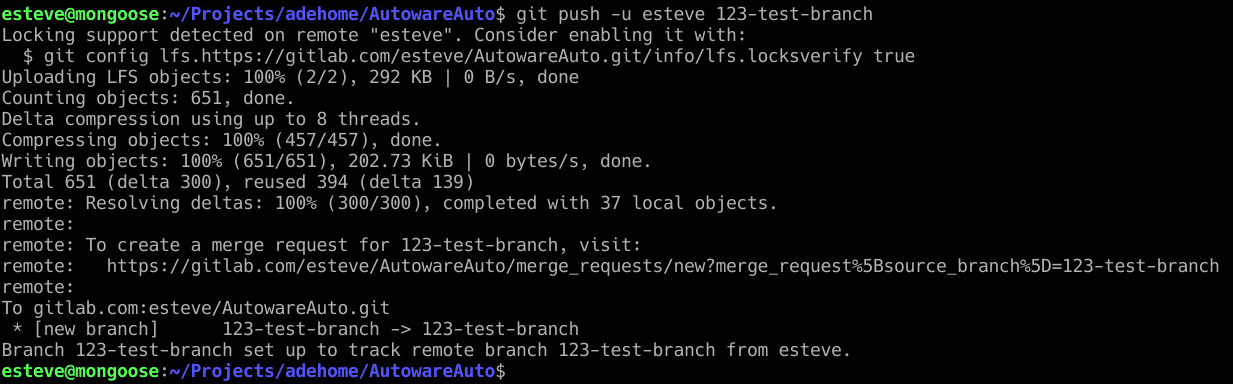 esteve@mongoose:~/Projects/adehome/AutowareAuto$ git push -u esteve 123-test-branch
Locking support detected on remote "esteve". Consider enabling it with:
  $ git config lfs.https://gitlab.com/esteve/AutowareAuto.git/info/lfs.locksverify true
Uploading LFS objects: 100% (2/2), 292 KB | 0 B/s, done
Counting objects: 651, done.
Delta compression using up to 8 threads.
Compressing objects: 100% (457/457), done.
Writing objects: 100% (651/651), 202.73 KiB | 0 bytes/s, done.
Total 651 (delta 300), reused 394 (delta 139)
remote: Resolving deltas: 100% (300/300), completed with 37 local objects.
remote:
remote: To create a merge request for 123-test-branch, visit:
remote:   https://gitlab.com/esteve/AutowareAuto/merge_requests/new?merge_request%5Bsource_branch%5D=123-test-branch
remote:
To gitlab.com:esteve/AutowareAuto.git
 * [new branch]      123-test-branch -> 123-test-branch
Branch 123-test-branch set up to track remote branch 123-test-branch from esteve.
esteve@mongoose:~/Projects/adehome/AutowareAuto$